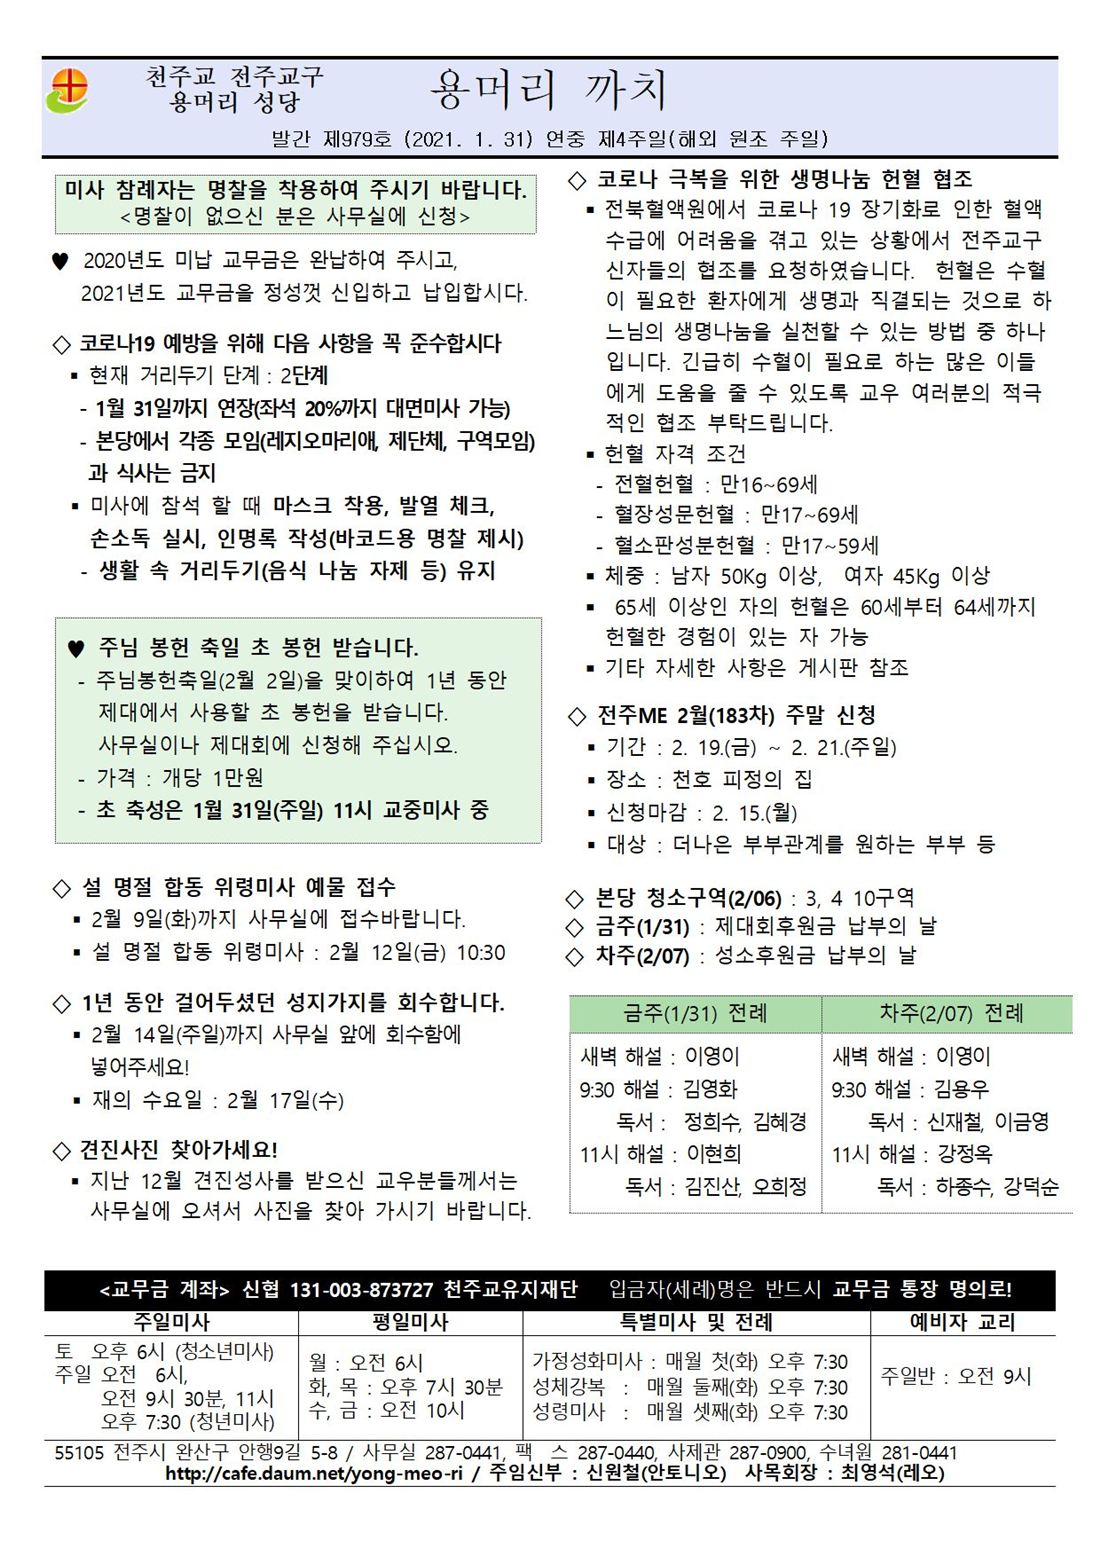 천주교 전주교구
용머리 성당
용머리 까치
발간 제979호 (2021. 1. 31) 연중 제4주일(해외 원조 주일)
미사 참례자는 명찰을 착용하여 주시기 바랍니다.
<명찰이 없으신 분은 사무실에 신청>
♥ 2020년도 미납 교무금은 완납하여 주시고,
2021년도 교무금을 정성껏 신입하고 납입합시다.
◇ 코로나19 예방을 위해 다음 사항을 꼭 준수합시다
▪ 현재 거리두기 단계 : 2단계
- 1월 31일까지 연장(좌석 20%까지 대면미사 가능)
- 본당에서 각종 모임(레지오마리애, 제단체, 구역모임)
과 식사는 금지
▪ 미사에 참석 할 때 마스크 착용, 발열 체크,
손소독 실시, 인명록 작성(바코드용 명찰 제시)
- 생활 속 거리두기(음식 나눔 자제 등) 유지
♥ 주님 봉헌 축일 초 봉헌 받습니다.
- 주님봉헌축일(2월 2일)을 맞이하여 1년 동안
제대에서 사용할 초 봉헌을 받습니다.
사무실이나 제대회에 신청해 주십시오.
- 가격 : 개당 1만원
- 초 축성은 1월 31일(주일) 11시 교중미사 중
◇ 설 명절 합동 위령미사 예물 접수
▪ 2월 9일(화)까지 사무실에 접수바랍니다.
▪ 설 명절 합동 위령미사 : 2월 12일(금) 10:30
◇ 1년 동안 걸어두셨던 성지가지를 회수합니다.
▪ 2월 14일(주일)까지 사무실 앞에 회수함에
넣어주세요!
▪ 재의 수요일 : 2월 17일(수)
◇ 견진사진 찾아가세요!
▪ 지난 12월 견진성사를 받으신 교우분들께서는
사무실에 오셔서 사진을 찾아 가시기 바랍니다.
◇ 코로나 극복을 위한 생명나눔 헌혈 협조
▪ 전북혈액원에서 코로나 19 장기화로 인한 혈액
수급에 어려움을 겪고 있는 상황에서 전주교구
신자들의 협조를 요청하였습니다. 헌혈은 수혈
이 필요한 환자에게 생명과 직결되는 것으로 하
느님의 생명나눔을 실천할 수 있는 방법 중 하나
입니다. 긴급히 수혈이 필요로 하는 많은 이들
에게 도움을 줄 수 있도록 교우 여러분의 적극
적인 협조 부탁드립니다.
▪ 헌혈 자격 조건
- 전혈헌혈 : 만16~69세
- 혈장성문헌혈 : 만17~69세
- 혈소판성분헌혈 : 만17~59세
▪ 체중 : 남자 50Kg 이상, 여자 45Kg 이상
▪ 65세 이상인 자의 헌혈은 60세부터 64세까지
헌혈한 경험이 있는 자 가능
▪ 기타 자세한 사항은 게시판 참조
◇ 전주ME 2월(183차) 주말 신청
▪ 기간 : 2. 19.(금) ~ 2. 21.(주일)
▪ 장소 : 천호 피정의 집
▪ 신청마감 : 2. 15.(월)
▪ 대상 : 더나은 부부관계를 원하는 부부 등
◇ 본당 청소구역(2/06) : 3, 4 10구역
◇ 금주(1/31) : 제대회후원금 납부의 날
◇ 차주(2/07) : 성소후원금 납부의 날
금주(1/31) 전례
새벽 해설 : 이영이
9:30 해설 : 김영화
독서 : 정희수, 김혜경
11시 해설 : 이현희
독서 : 김진산, 오희정
차주(2/07) 전례
새벽 해설 : 이영이
9:30 해설 : 김용우
독서 : 신재철, 이금영
11시 해설 : 강정옥
독서 : 하종수, 강덕순
<교무금 계좌> 신협 131-003-873727 천주교유지재단 입금자(세례)명은 반드시 교무금 통장 명의로!
주일미사
토 오후 6시 (청소년미사)
주일 오전 6시,
오전 9시 30분, 11시
오후 7:30 (청년미사)
평일미사
월 : 오전 6시
화, 목 : 오후 7시 30분
수, 금 : 오전 10시
특별미사 및 전례
가정성화미사 : 매월 첫(화) 오후 7:30
성체강복 : 매월 둘째(화) 오후 7:30
성령미사 : 매월 셋째(화) 오후 7:30
예비자 교리
주일반 : 오전 9시
55105 전주시 완산구 안행9길 5-8 / 사무실 287-0441, 팩 스 287-0440, 사제관 287-0900, 수녀원 281-0441
http://cafe.daum.net/yong-meo-ri / 주임신부 : 신원철(안토니오) 사목회장 : 최영석(레오)